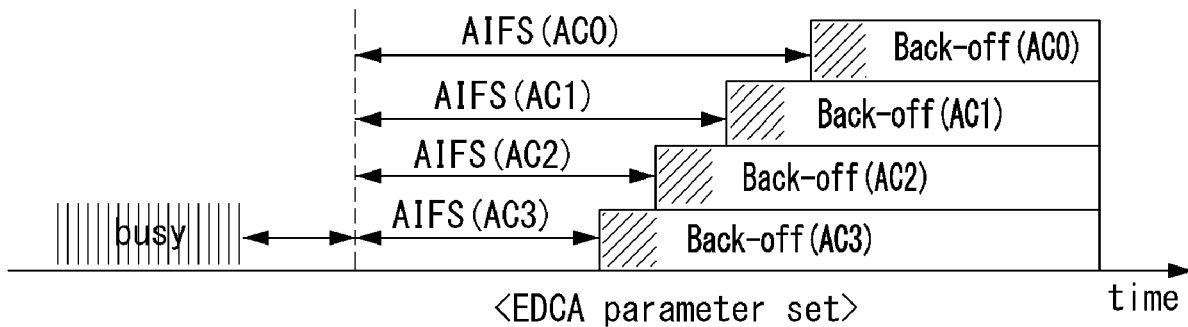 AIFS(AC0)
Back-off(AC0)
AIFS(AC1)
Back-off(AC1)
AIFS(AC2)
Back-off(AC2)
AIFS(AC3)
busy
Back-off(AC3)
time
<EDCA parameter set>